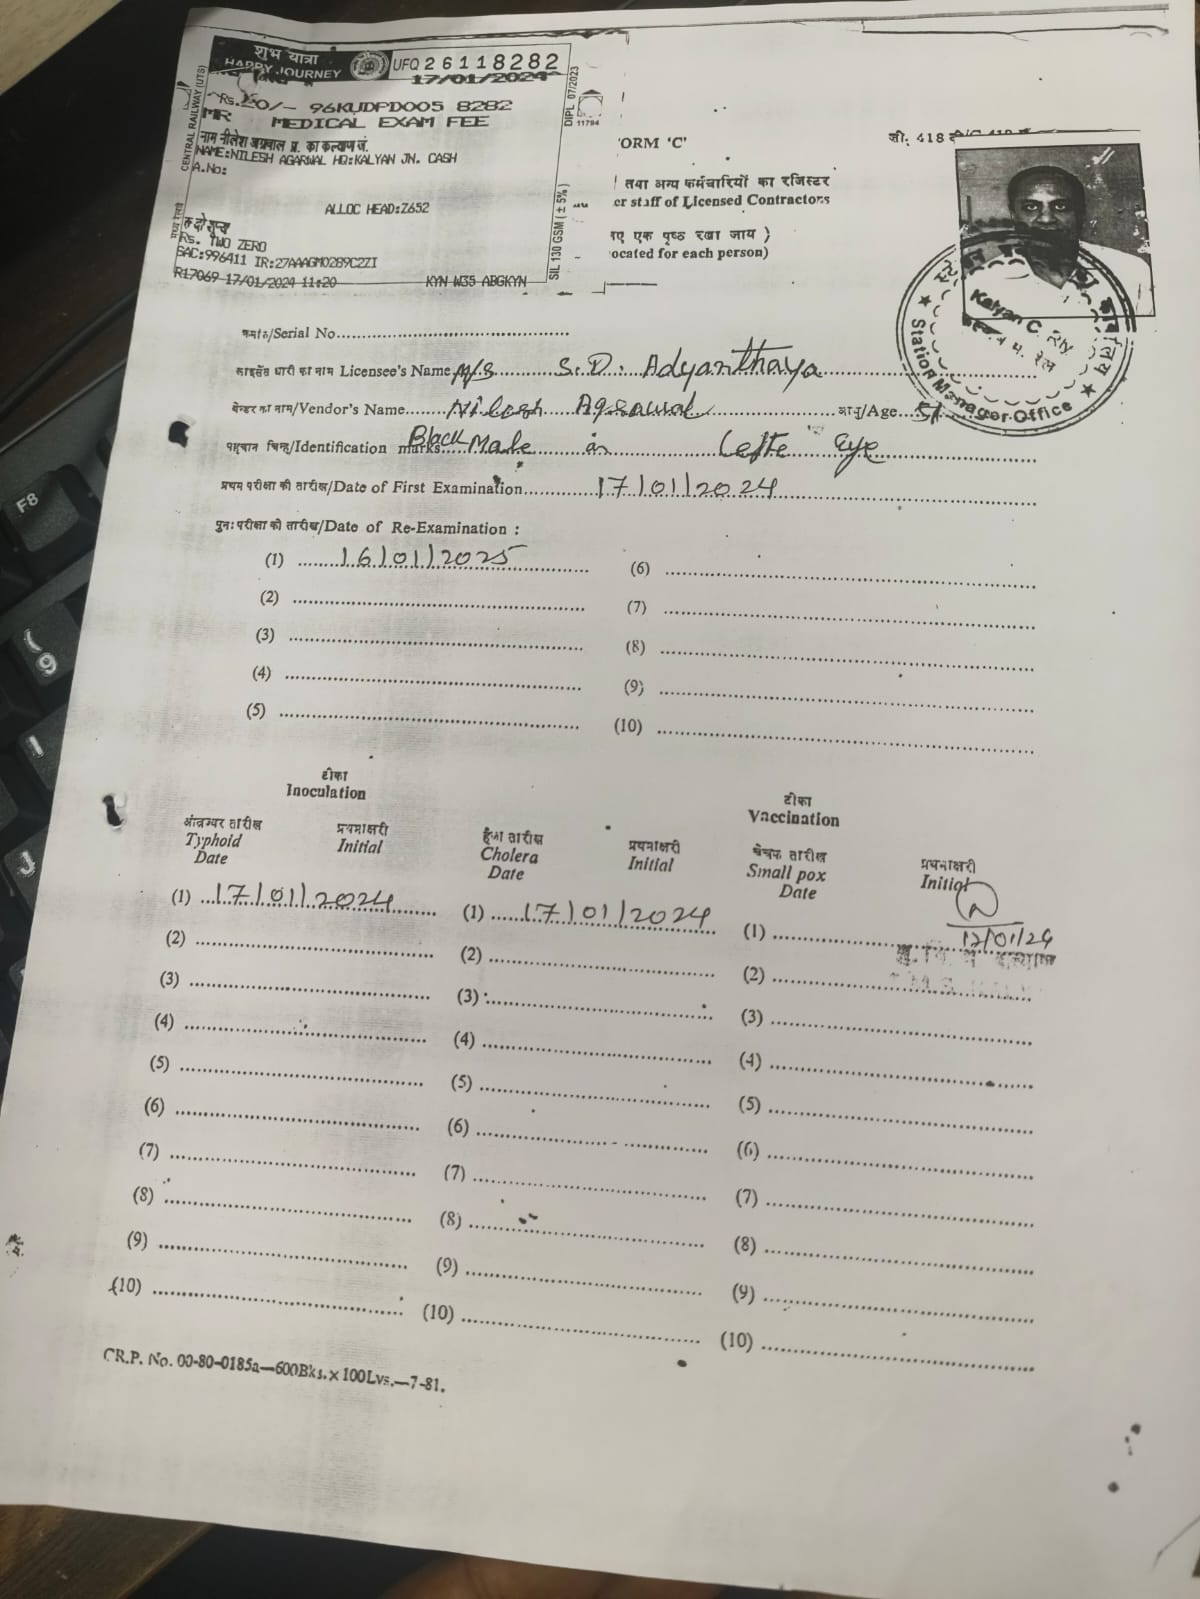 शुभ यात्रा
HAPPY JOURNEY
UFQ 26118282
17/01/2024
CENTRAL RAILWAY (UTS)
Rs.20/- 96KUDPD005 8282
MR MEDICAL EXAM FEE
नाम नीलेश अग्रवाल प्र. का कल्याण जं.
NAME:NILESH AGARWAL HQ:KALYAN JN. CASH
A.No:
ALLOC HEAD:Z652
रु दो शून्य
Rs. TWO ZERO
SAC:996411 IR:27AAAGM0289C2ZI
R17069 17/01/2024 11:20 KYN W35 ABGKYN
मध्य रेलवे
SIL 130 GSM ( ± 5% )
DIPL 07/2023
11794
जी. 418
'ORM 'C'
तथा अन्य कर्मचारियों का रजिस्टर
er staff of Licensed Contractors
गए एक पृष्ठ रखा जाय )
ocated for each person)
Kalyan C. Rly
Station Manager Office
क्रमांक/Serial No.
लाइसेंस धारी का नाम Licensee's Name M/S S.D. Adyanthaya
वेन्डर का नाम/Vendor's Name Nilesh Agrawal आयु/Age 51
पहचान चिन्ह/Identification marks Black Male in Lefte Eye
प्रथम परीक्षा की तारीख/Date of First Examination 17/01/2024
पुनः परीक्षा की तारीख/Date of Re-Examination :
(1) 16/01/2025 (6)
(2) (7)
(3) (8)
(4) (9)
(5) (10)
टीका
Inoculation
टीका
Vaccination
आंत्रज्वर तारीख प्रथमाक्षरी हैजा तारीख प्रथमाक्षरी चेचक तारीख प्रथमाक्षरी
Typhoid Date Initial Cholera Date Initial Small pox Date Initial
(1) 17/01/2024 (1) 17/01/2024 (1) 17/01/24
(2) (2) (2)
(3) (3) (3)
(4) (4) (4)
(5) (5) (5)
(6) (6) (6)
(7) (7) (7)
(8) (8) (8)
(9) (9) (9)
(10) (10) (10)
CR.P. No. 00-80-0185a—600Bks.×100Lvs.—7-81.